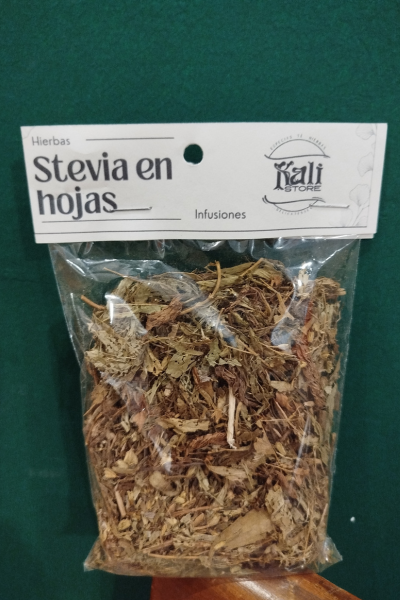 Hierbas
Stevia en
hojas
Infusiones
Kali
STORE